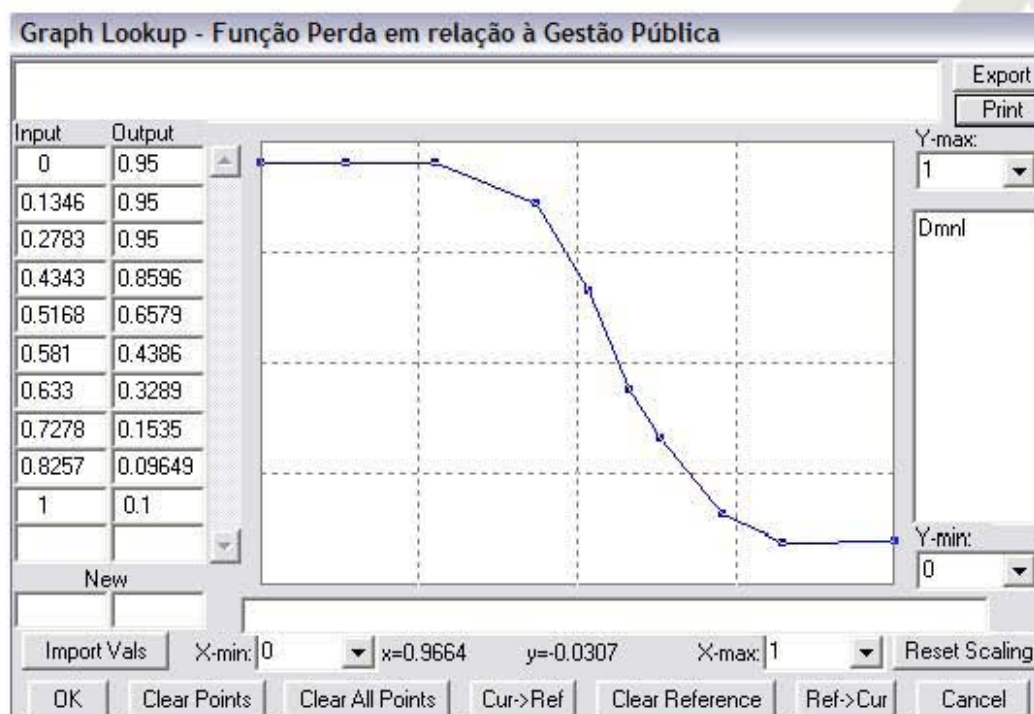 Graph Lookup - Função Perda em relação à Gestão Pública
Export
Print
Input Output
Y-max:
0 0.95
1
0.1346 0.95
Dmnl
0.2783 0.95
0.4343 0.8596
0.5168 0.6579
0.581 0.4386
0.633 0.3289
0.7278 0.1535
0.8257 0.09649
1 0.1
Y-min:
0
New
Import Vals X-min: 0 x=0.9664 y=-0.0307 X-max: 1 Reset Scaling
OK Clear Points Clear All Points Cur->Ref Clear Reference Ref->Cur Cancel